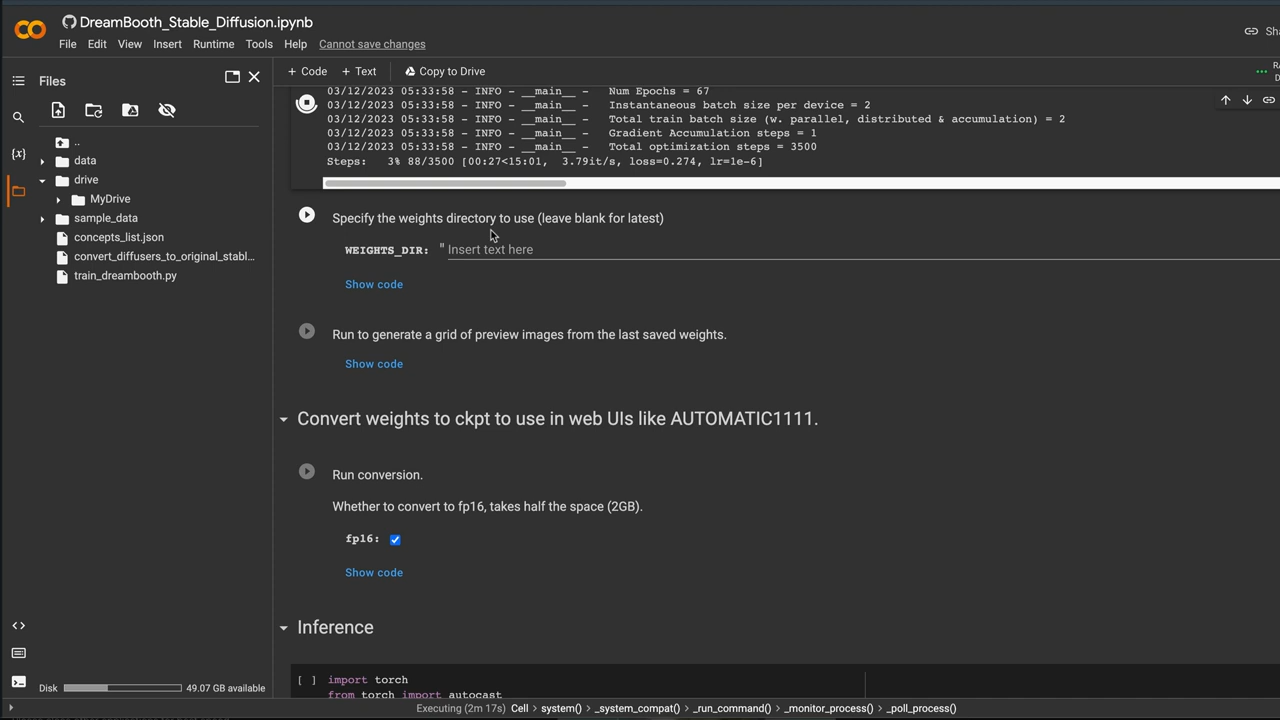 DreamBooth_Stable_Diffusion.ipynb
File Edit View Insert Runtime Tools Help Cannot save changes
Sha
Files
+ Code + Text Copy to Drive
RA
D
..
data
drive
MyDrive
sample_data
concepts_list.json
convert_diffusers_to_original_stabl...
train_dreambooth.py
03/12/2023 05:33:58 - INFO - __main__ -   Num Epochs = 67
03/12/2023 05:33:58 - INFO - __main__ -   Instantaneous batch size per device = 2
03/12/2023 05:33:58 - INFO - __main__ -   Total train batch size (w. parallel, distributed & accumulation) = 2
03/12/2023 05:33:58 - INFO - __main__ -   Gradient Accumulation steps = 1
03/12/2023 05:33:58 - INFO - __main__ -   Total optimization steps = 3500
Steps:   3% 88/3500 [00:27<15:01,  3.79it/s, loss=0.274, lr=1e-6]
Specify the weights directory to use (leave blank for latest)
WEIGHTS_DIR: " Insert text here
Show code
Run to generate a grid of preview images from the last saved weights.
Show code
Convert weights to ckpt to use in web UIs like AUTOMATIC1111.
Run conversion.
Whether to convert to fp16, takes half the space (2GB).
fp16:
Show code
Inference
[ ] import torch
from torch import autocast
Disk 49.07 GB available
Executing (2m 17s) Cell > system() > _system_compat() > _run_command() > _monitor_process() > _poll_process()